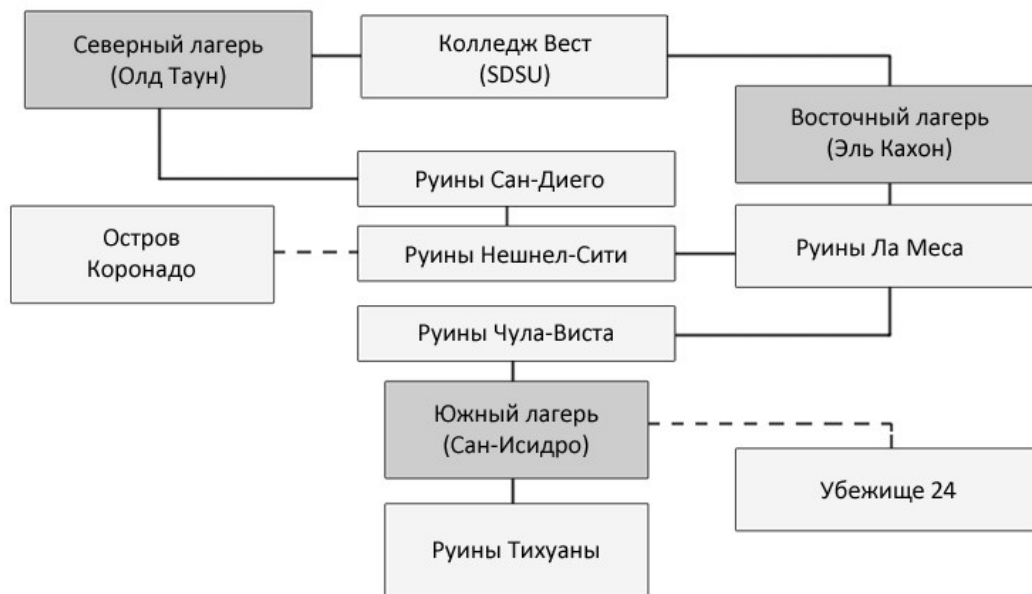 Северный лагерь
(Олд Таун)
Колледж Вест
(SDSU)
Восточный лагерь
(Эль Кахон)
Руины Сан-Диего
Остров
Коронадо
Руины Нешнел-Сити
Руины Ла Меса
Руины Чула-Виста
Южный лагерь
(Сан-Исидро)
Убежище 24
Руины Тихуаны